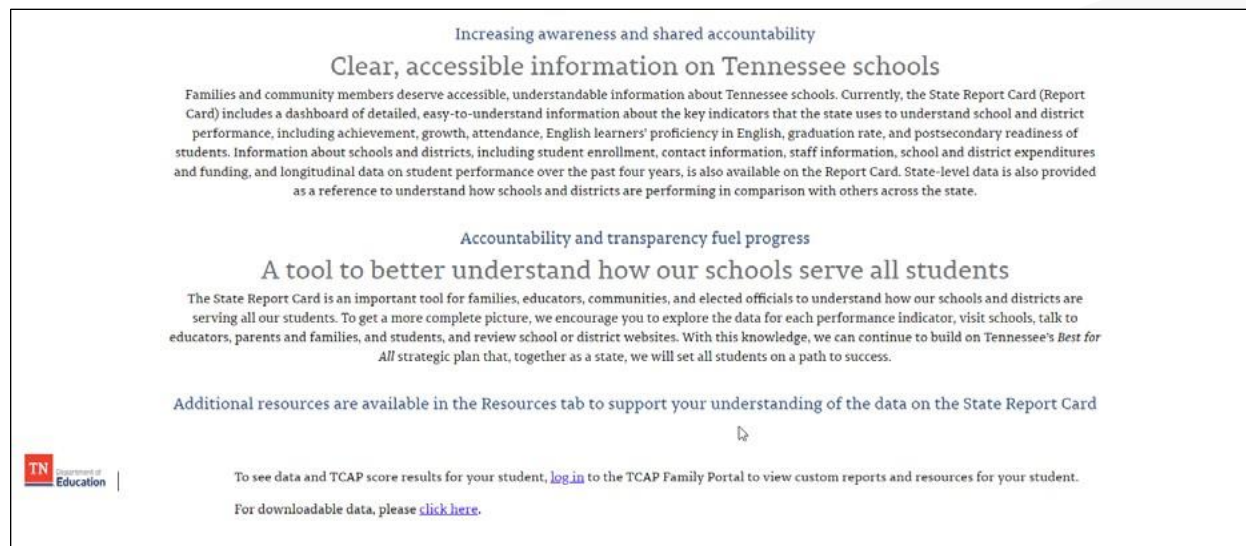 Increasing awareness and shared accountability
Clear, accessible information on Tennessee schools
Families and community members deserve accessible, understandable information about Tennessee schools. Currently, the State Report Card (Report
Card) includes a dashboard of detailed, easy-to-understand information about the key indicators that the state uses to understand school and district
performance, including achievement, growth, attendance, English learners' proficiency in English, graduation rate, and postsecondary readiness of
students. Information about schools and districts, including student enrollment, contact information, staff information, school and district expenditures
and funding, and longitudinal data on student performance over the past four years, is also available on the Report Card. State-level data is also provided
as a reference to understand how schools and districts are performing in comparison with others across the state.
Accountability and transparency fuel progress
A tool to better understand how our schools serve all students
The State Report Card is an important tool for families, educators, communities, and elected officials to understand how our schools and districts are
serving all our students. To get a more complete picture, we encourage you to explore the data for each performance indicator, visit schools, talk to
educators, parents and families, and students, and review school or district websites. With this knowledge, we can continue to build on Tennessee's Best for
All strategic plan that, together as a state, we will set all students on a path to success.
Additional resources are available in the Resources tab to support your understanding of the data on the State Report Card
TN
Department of
Education
To see data and TCAP score results for your student, log in to the TCAP Family Portal to view custom reports and resources for your student.
For downloadable data, please click here.